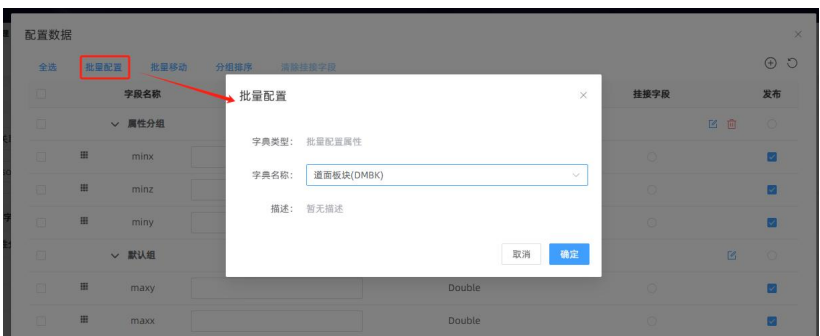 配置数据
全选 批量配置 批量移动 分组排序 清除挂接字段
字段名称 挂接字段 发布
属性分组
minx
minz
miny
默认组
maxy Double
maxx Double
批量配置
字典类型： 批量配置属性
字典名称： 道面板块(DMBK)
描述： 暂无描述
取消 确定